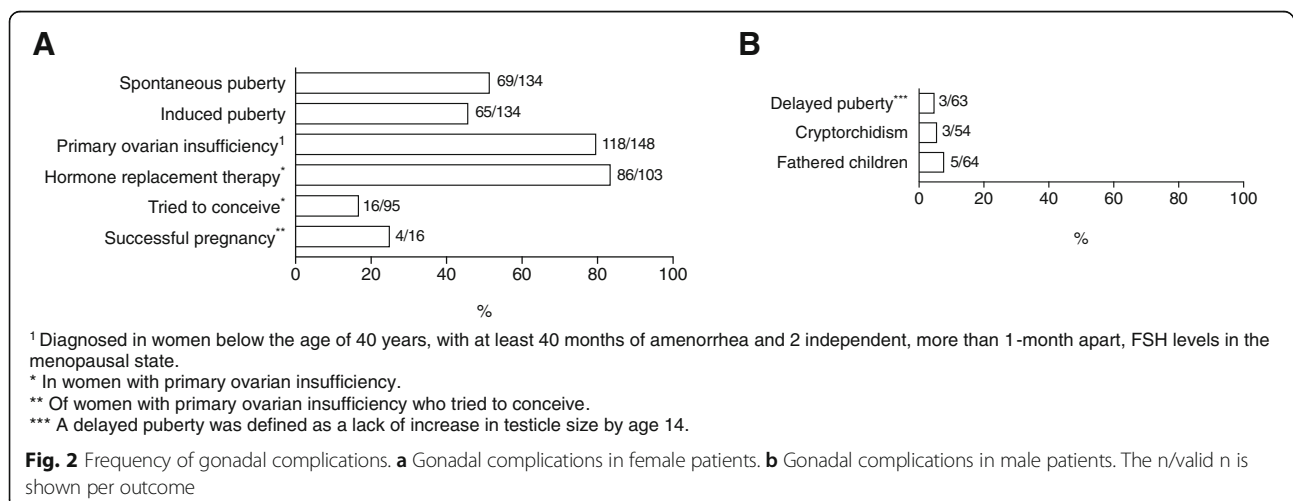 A
Spontaneous puberty 69/134
Induced puberty 65/134
Primary ovarian insufficiency¹ 118/148
Hormone replacement therapy* 86/103
Tried to conceive* 16/95
Successful pregnancy** 4/16
0 20 40 60 80 100
%
B
Delayed puberty*** 3/63
Cryptorchidism 3/54
Fathered children 5/64
0 20 40 60 80 100
%
¹ Diagnosed in women below the age of 40 years, with at least 40 months of amenorrhea and 2 independent, more than 1-month apart, FSH levels in the
menopausal state.
* In women with primary ovarian insufficiency.
** Of women with primary ovarian insufficiency who tried to conceive.
*** A delayed puberty was defined as a lack of increase in testicle size by age 14.
Fig. 2 Frequency of gonadal complications. a Gonadal complications in female patients. b Gonadal complications in male patients. The n/valid n is
shown per outcome